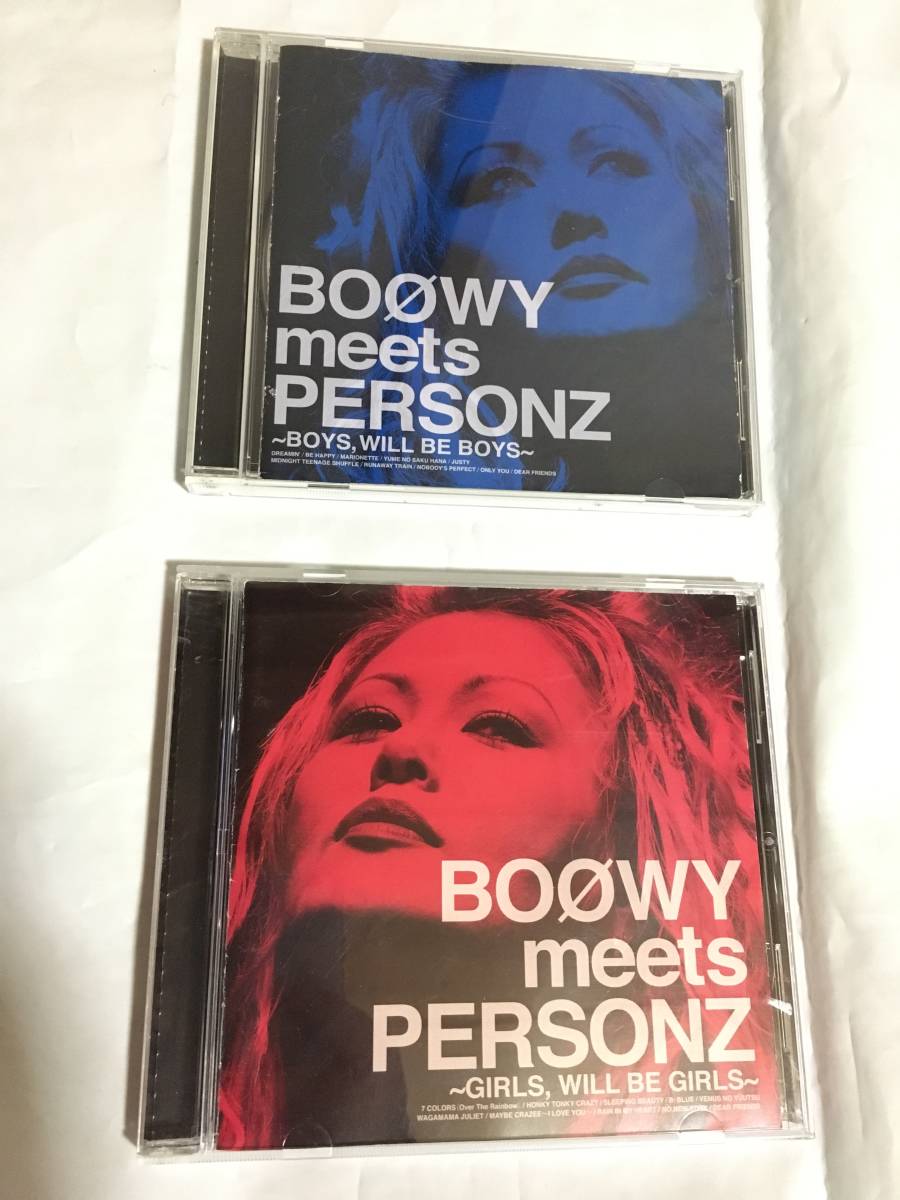 BOØWY
meets
PERSONZ
~BOYS, WILL BE BOYS~
DREAMIN' / BE HAPPY / MARIONETTE / YUME NO SAKU HANA / JUSTY
MIDNIGHT TEENAGE SHUFFLE / RUNAWAY TRAIN / NOBODY'S PERFECT / ONLY YOU / DEAR FRIENDS
BOØWY
meets
PERSONZ
~GIRLS, WILL BE GIRLS~
7 COLORS (Over The Rainbow) / HONKY TONKY CRAZY / SLEEPING BEAUTY / B・BLUE / VENUS NO YUUTSU
WAGAMAMA JULIET / MAYBE CRAZEE~I LOVE YOU~ / RAIN IN MY HEART / NO.NEW YORK / DEAR FRIENDS